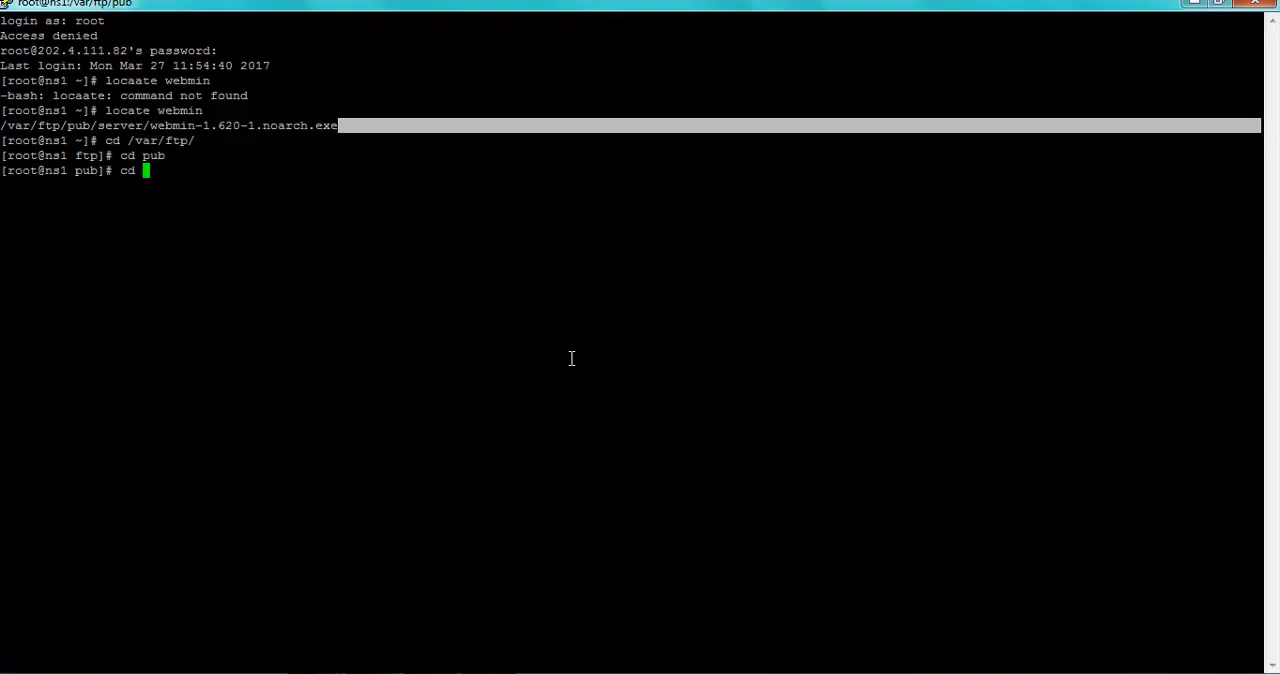 root@ns1:/var/ftp/pub
login as: root
Access denied
root@202.4.111.82's password:
Last login: Mon Mar 27 11:54:40 2017
[root@ns1 ~]# locaate webmin
-bash: locaate: command not found
[root@ns1 ~]# locate webmin
/var/ftp/pub/server/webmin-1.620-1.noarch.exe
[root@ns1 ~]# cd /var/ftp/
[root@ns1 ftp]# cd pub
[root@ns1 pub]# cd